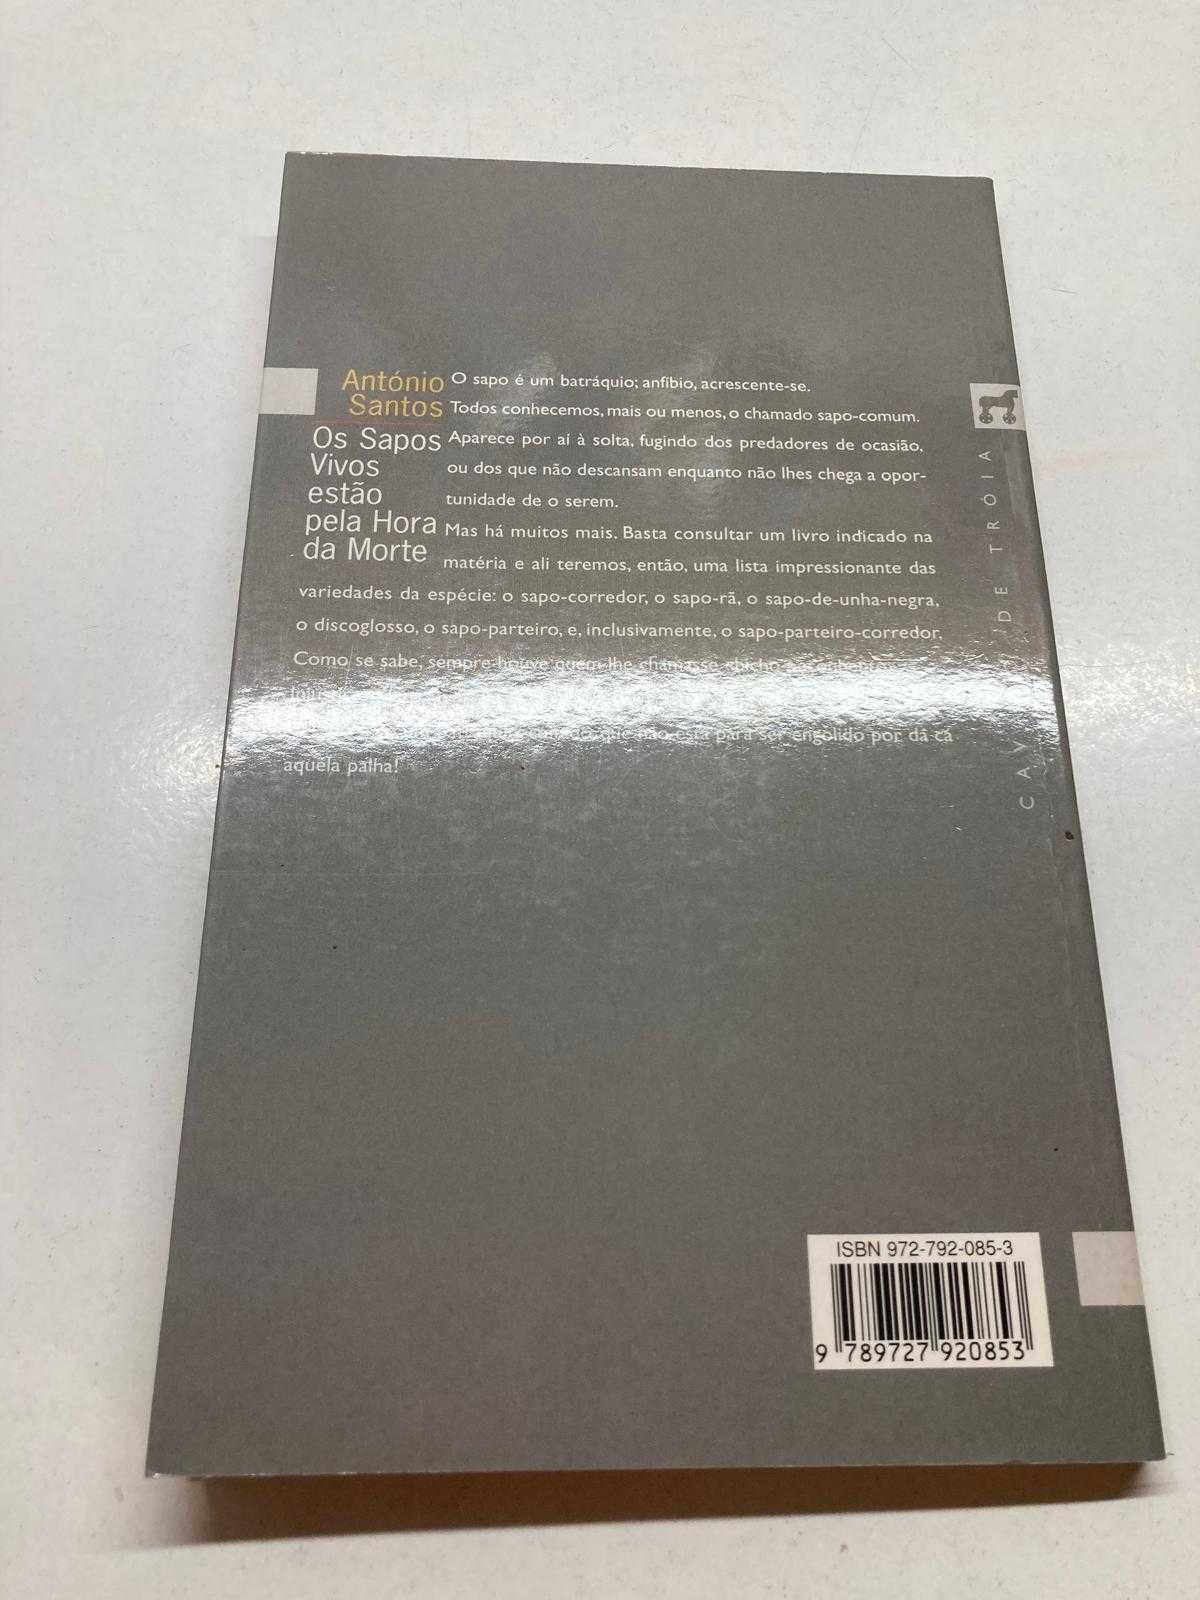 António
Santos
Os Sapos
Vivos
estão
pela Hora
da Morte
O sapo é um batráquio; anfíbio, acrescente-se.
Todos conhecemos, mais ou menos, o chamado sapo-comum.
Aparece por aí à solta, fugindo dos predadores de ocasião,
ou dos que não descansam enquanto não lhes chega a opor-
tunidade de o serem.
Mas há muitos mais. Basta consultar um livro indicado na
matéria e ali teremos, então, uma lista impressionante das
variedades da espécie: o sapo-corredor, o sapo-rã, o sapo-de-unha-negra,
o discoglosso, o sapo-parteiro, e, inclusivamente, o sapo-parteiro-corredor.
Como se sabe, sempre houve quem lhe chamasse
que não está para ser engolido por dá cá
aquela palha!
DE TRÓIA
ISBN 972-792-085-3
9 789727 920853